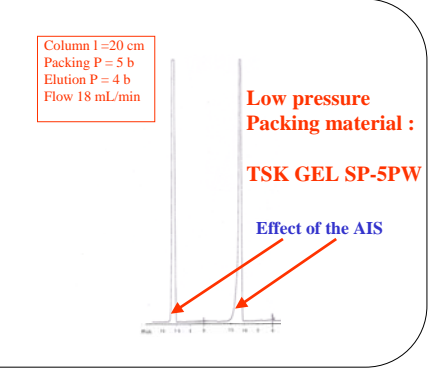 Column l =20 cm
Packing P = 5 b
Elution P = 4 b
Flow 18 mL/min
Low pressure
Packing material :
TSK GEL SP-5PW
Effect of the AIS